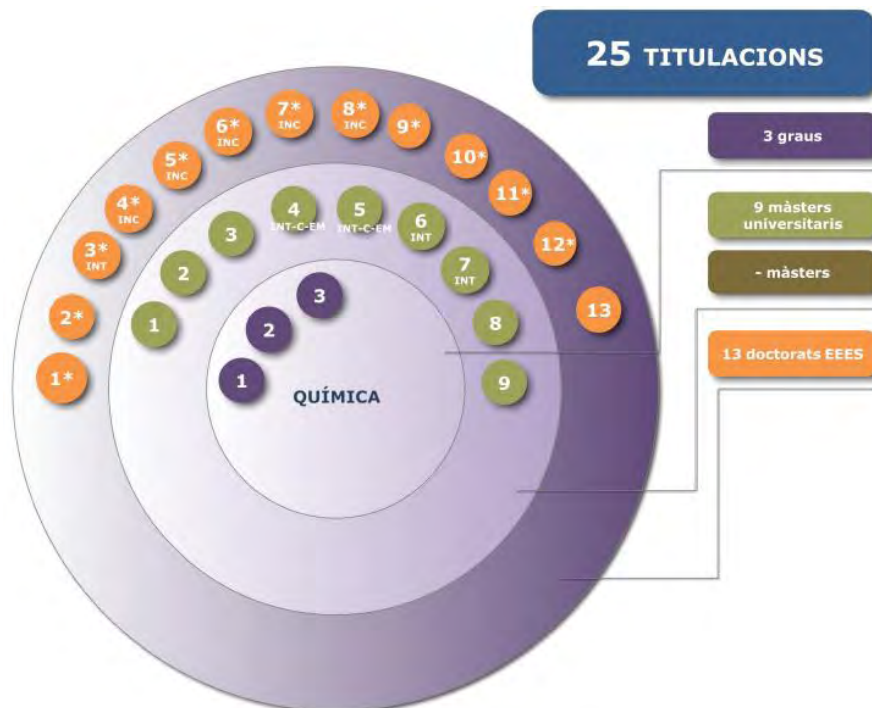 25 TITULACIONS
3 graus
9 màsters
universitaris
- màsters
13 doctorats EEES
1*
2*
3*
INT
4*
INC
5*
INC
6*
INC
7*
INC
8*
INC
9*
10*
11*
12*
13
1
2
3
4
INT-C-EM
5
INT-C-EM
6
INT
7
INT
8
9
1
2
3
QUÍMICA